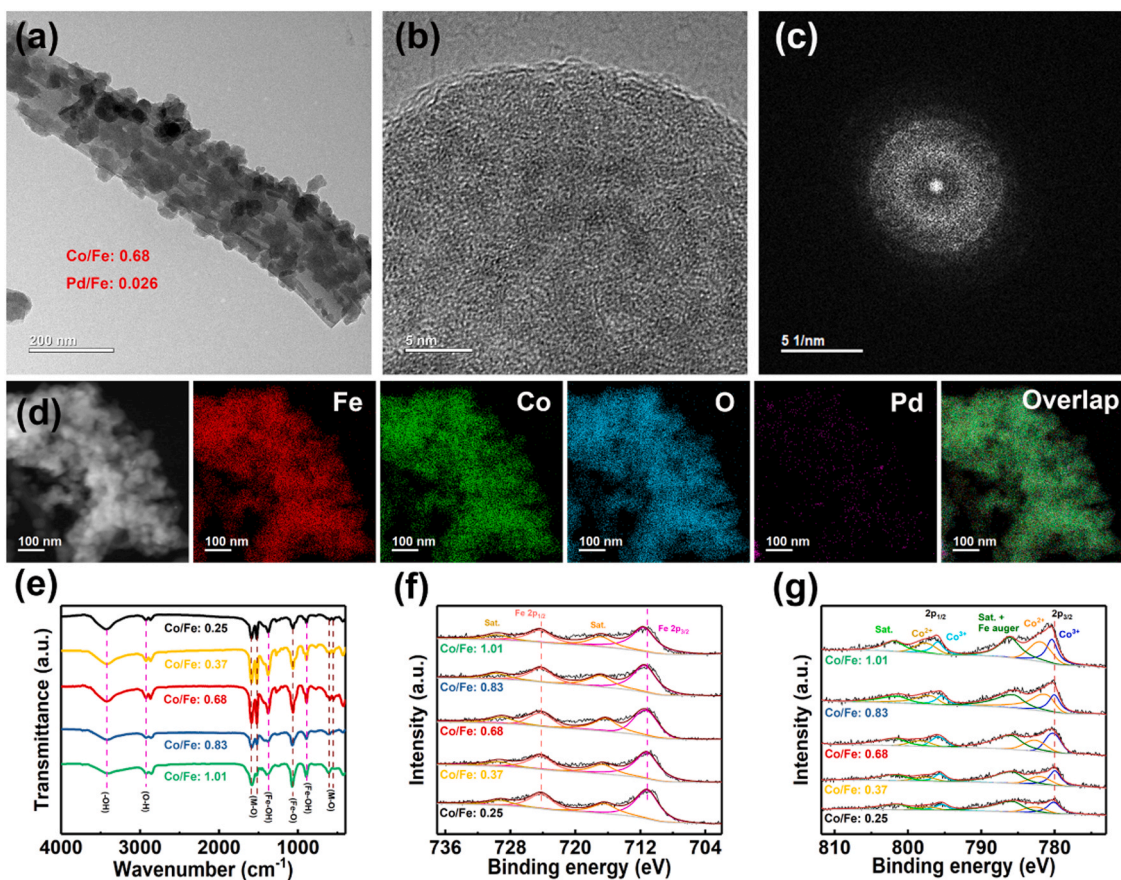 (a)
Co/Fe: 0.68
Pd/Fe: 0.026
200 nm
(b)
5 nm
(c)
5 1/nm
(d)
100 nm
Fe
100 nm
Co
100 nm
O
100 nm
Pd
100 nm
Overlap
100 nm
(e)
Transmittance (a.u.)
Co/Fe: 0.25
Co/Fe: 0.37
Co/Fe: 0.68
Co/Fe: 0.83
Co/Fe: 1.01
(-OH)
(C-H)
(M-O)
(Fe-OH)
(Fe-O)
(Fe-OH)
(M-O)
4000 3000 2000 1000
Wavenumber (cm⁻¹)
(f)
Intensity (a.u.)
Sat. Fe 2p₁/₂ Sat. Fe 2p₃/₂
Co/Fe: 1.01
Co/Fe: 0.83
Co/Fe: 0.68
Co/Fe: 0.37
Co/Fe: 0.25
736 728 720 712 704
Binding energy (eV)
(g)
Intensity (a.u.)
2p₁/₂ Sat. + 2p₃/₂
Sat. Co²⁺ Co³⁺ Fe auger Co²⁺ Co³⁺
Co/Fe: 1.01
Co/Fe: 0.83
Co/Fe: 0.68
Co/Fe: 0.37
Co/Fe: 0.25
810 800 790 780
Binding energy (eV)